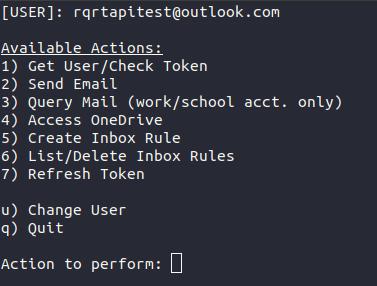 [USER]: rqrtapitest@outlook.com
Available Actions:
1) Get User/Check Token
2) Send Email
3) Query Mail (work/school acct. only)
4) Access OneDrive
5) Create Inbox Rule
6) List/Delete Inbox Rules
7) Refresh Token
u) Change User
q) Quit
Action to perform: